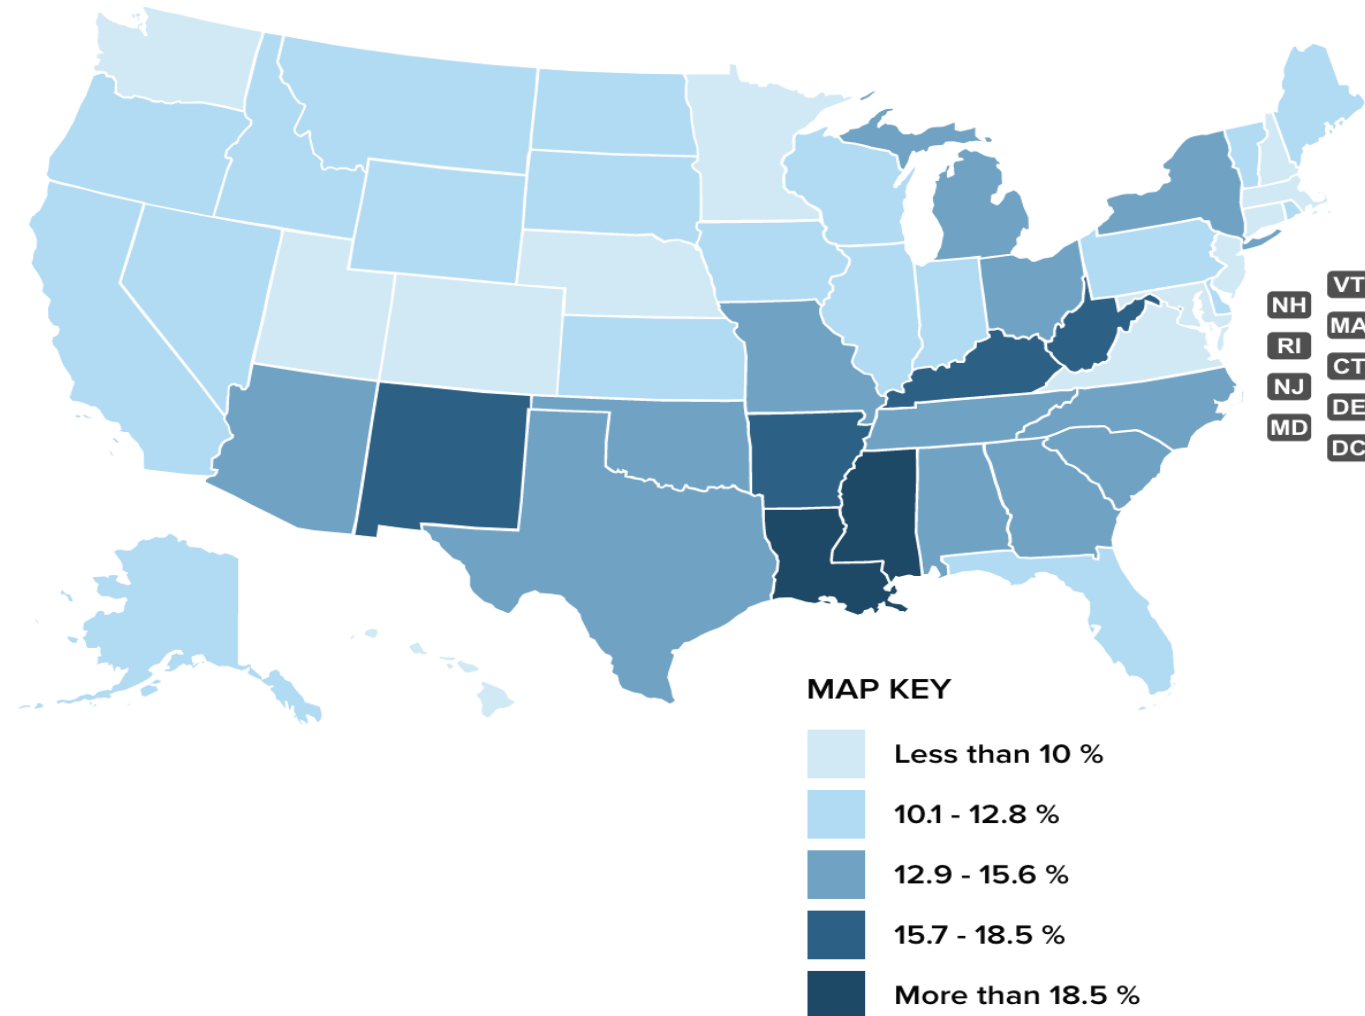 VT
NH
MA
RI
CT
NJ
DE
MD
DC
MAP KEY
Less than 10 %
10.1 - 12.8 %
12.9 - 15.6 %
15.7 - 18.5 %
More than 18.5 %